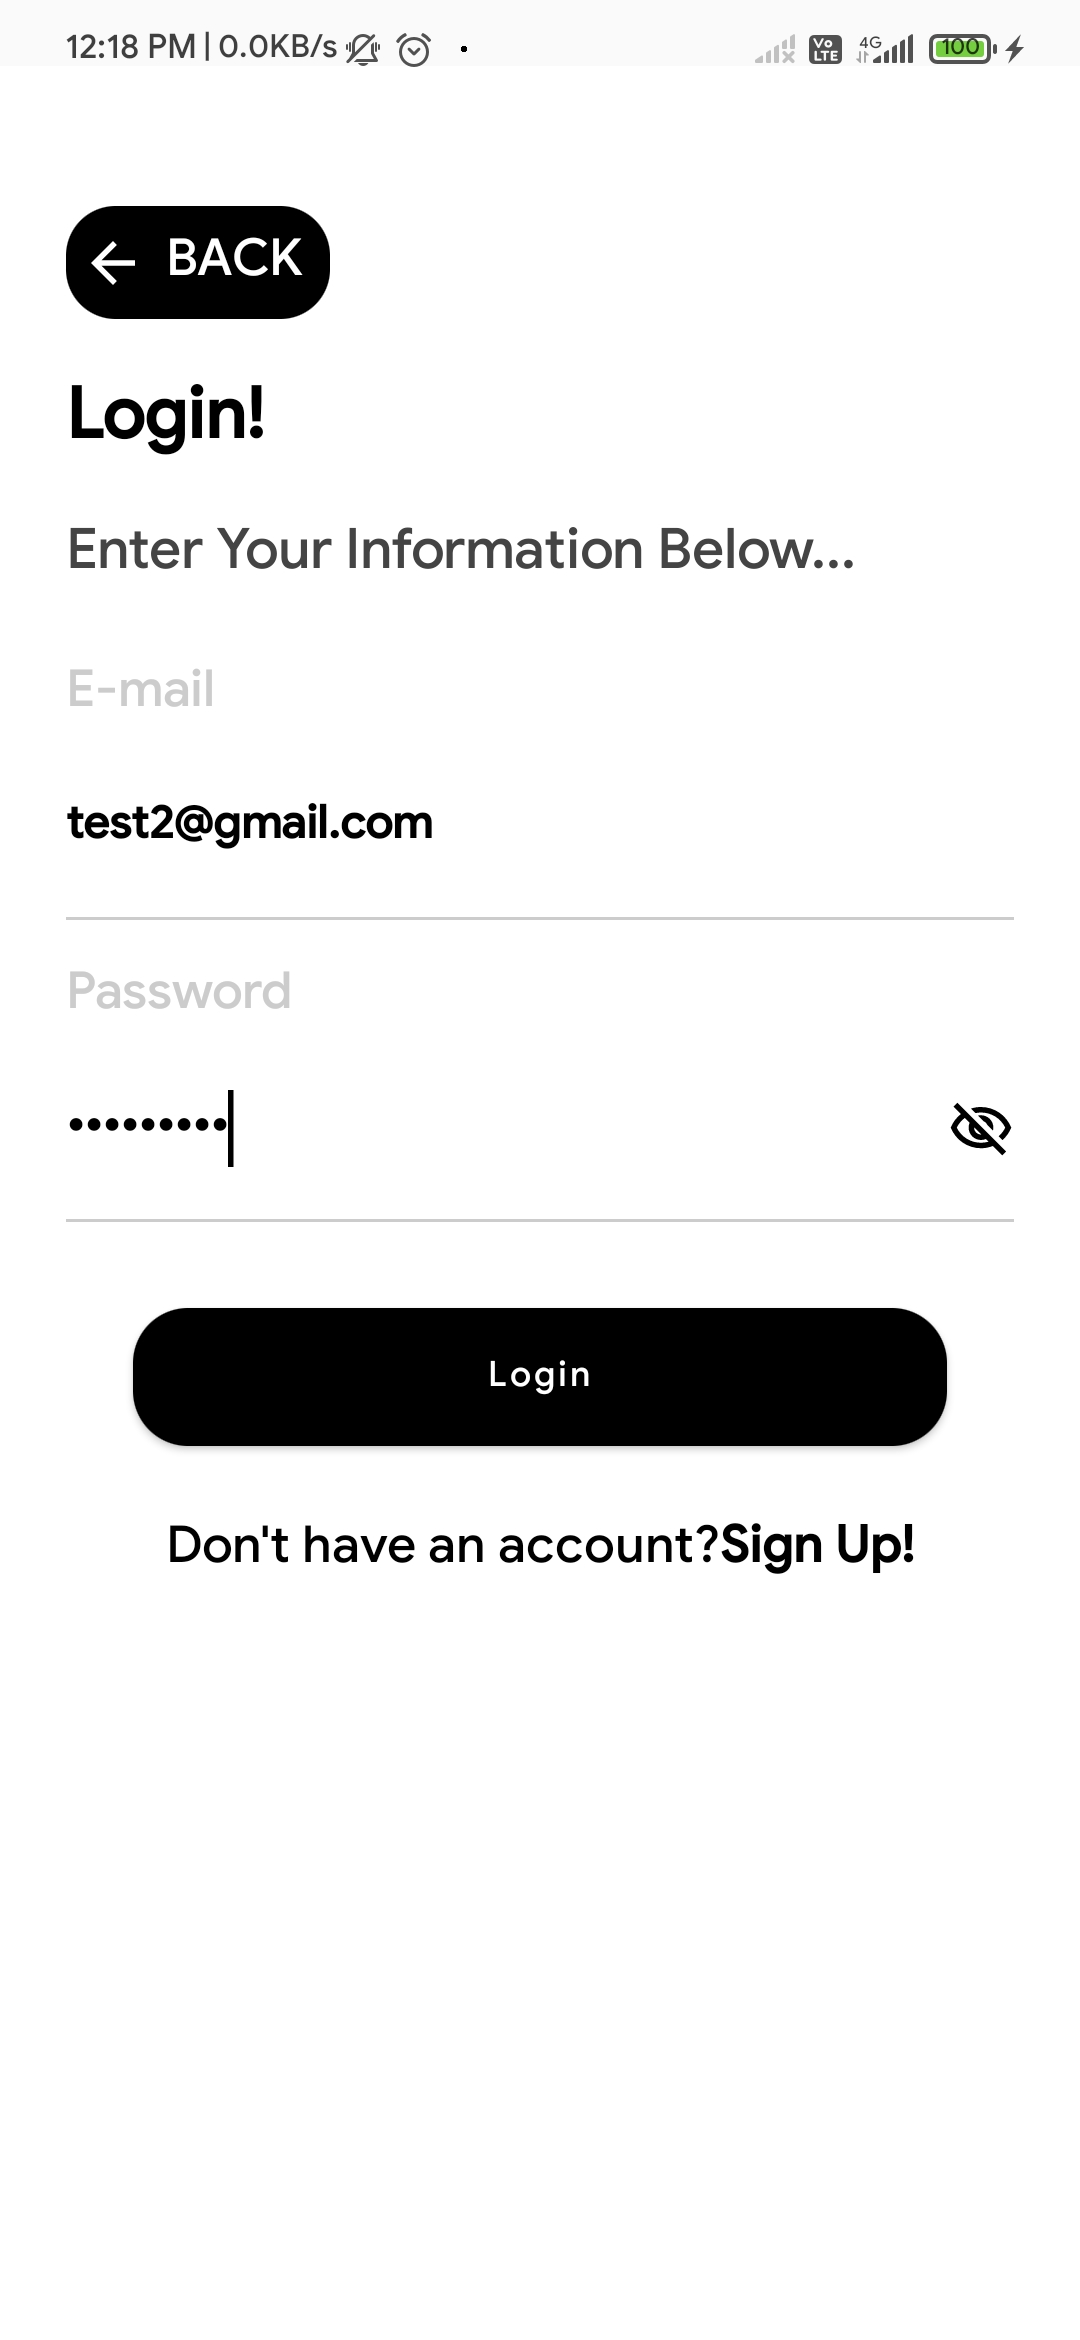 12:18 PM | 0.0KB/s
Vo LTE 4G 100
BACK
Login!
Enter Your Information Below...
E-mail
test2@gmail.com
Password
•••••••••
Login
Don't have an account?Sign Up!